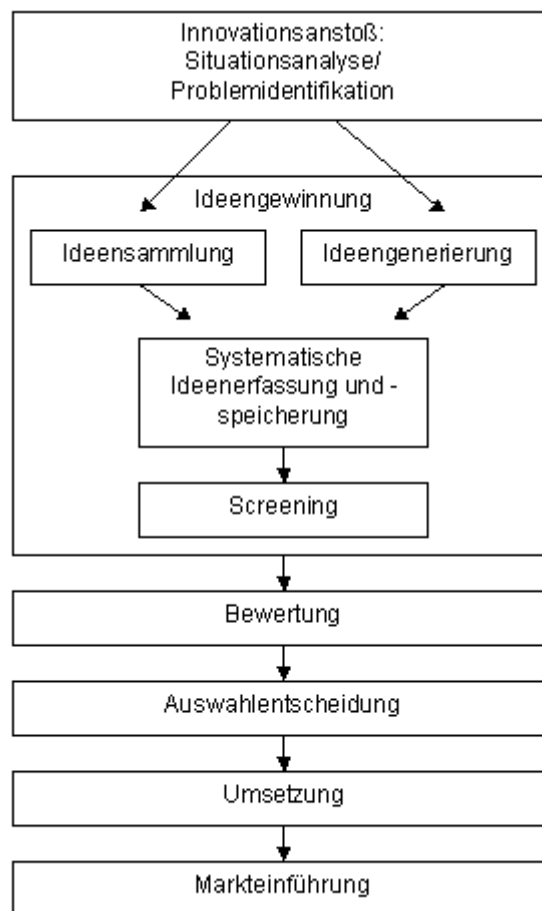 Innovationsanstoß:
Situationsanalyse/
Problemidentifikation
Ideengewinnung
Ideensammlung
Ideengenerierung
Systematische
Ideenerfassung und -
speicherung
Screening
Bewertung
Auswahlentscheidung
Umsetzung
Markteinführung